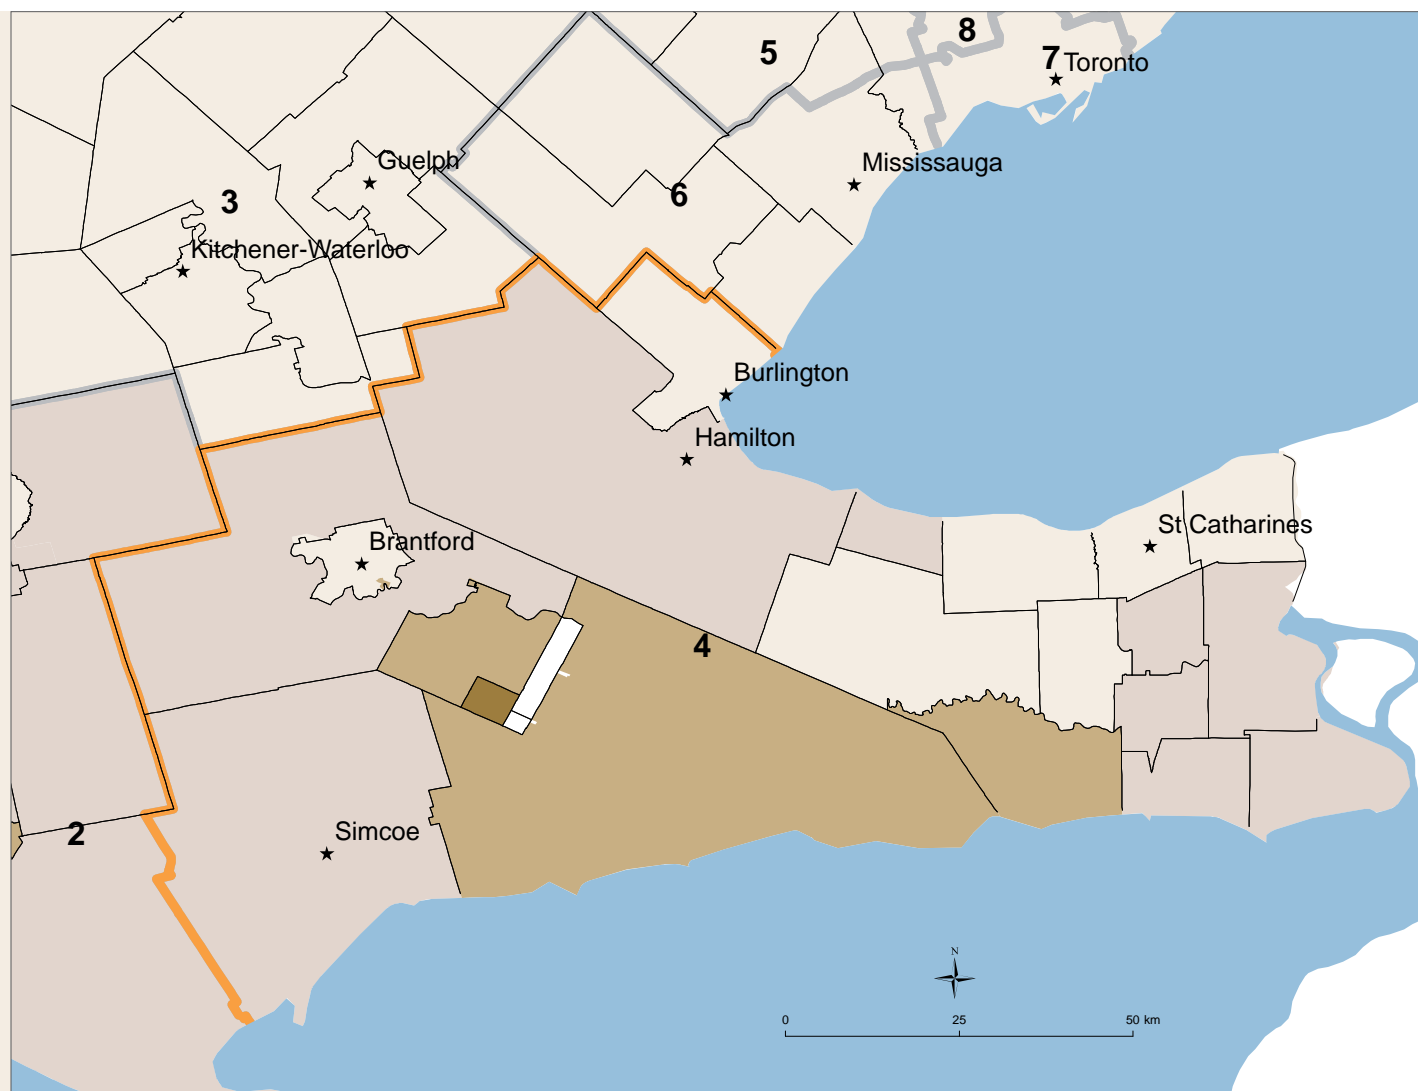 8
5
7 Toronto
Guelph
Mississauga
3
6
Kitchener-Waterloo
Burlington
Hamilton
St Catharines
Brantford
4
2
Simcoe
N
0 25 50 km